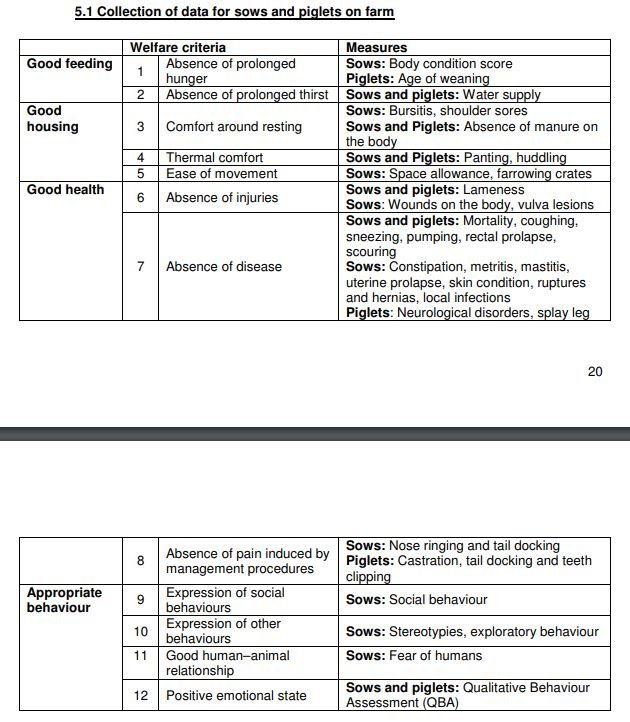 5.1 Collection of data for sows and piglets on farm
Welfare criteria Measures
Good feeding 1 Absence of prolonged hunger Sows: Body condition score
Piglets: Age of weaning
2 Absence of prolonged thirst Sows and piglets: Water supply
Good housing 3 Comfort around resting Sows: Bursitis, shoulder sores
Sows and Piglets: Absence of manure on
the body
4 Thermal comfort Sows and Piglets: Panting, huddling
5 Ease of movement Sows: Space allowance, farrowing crates
Good health 6 Absence of injuries Sows and piglets: Lameness
Sows: Wounds on the body, vulva lesions
7 Absence of disease Sows and piglets: Mortality, coughing,
sneezing, pumping, rectal prolapse,
scouring
Sows: Constipation, metritis, mastitis,
uterine prolapse, skin condition, ruptures
and hernias, local infections
Piglets: Neurological disorders, splay leg
20
8 Absence of pain induced by management procedures Sows: Nose ringing and tail docking
Piglets: Castration, tail docking and teeth
clipping
Appropriate behaviour 9 Expression of social behaviours Sows: Social behaviour
10 Expression of other behaviours Sows: Stereotypies, exploratory behaviour
11 Good human–animal relationship Sows: Fear of humans
12 Positive emotional state Sows and piglets: Qualitative Behaviour
Assessment (QBA)